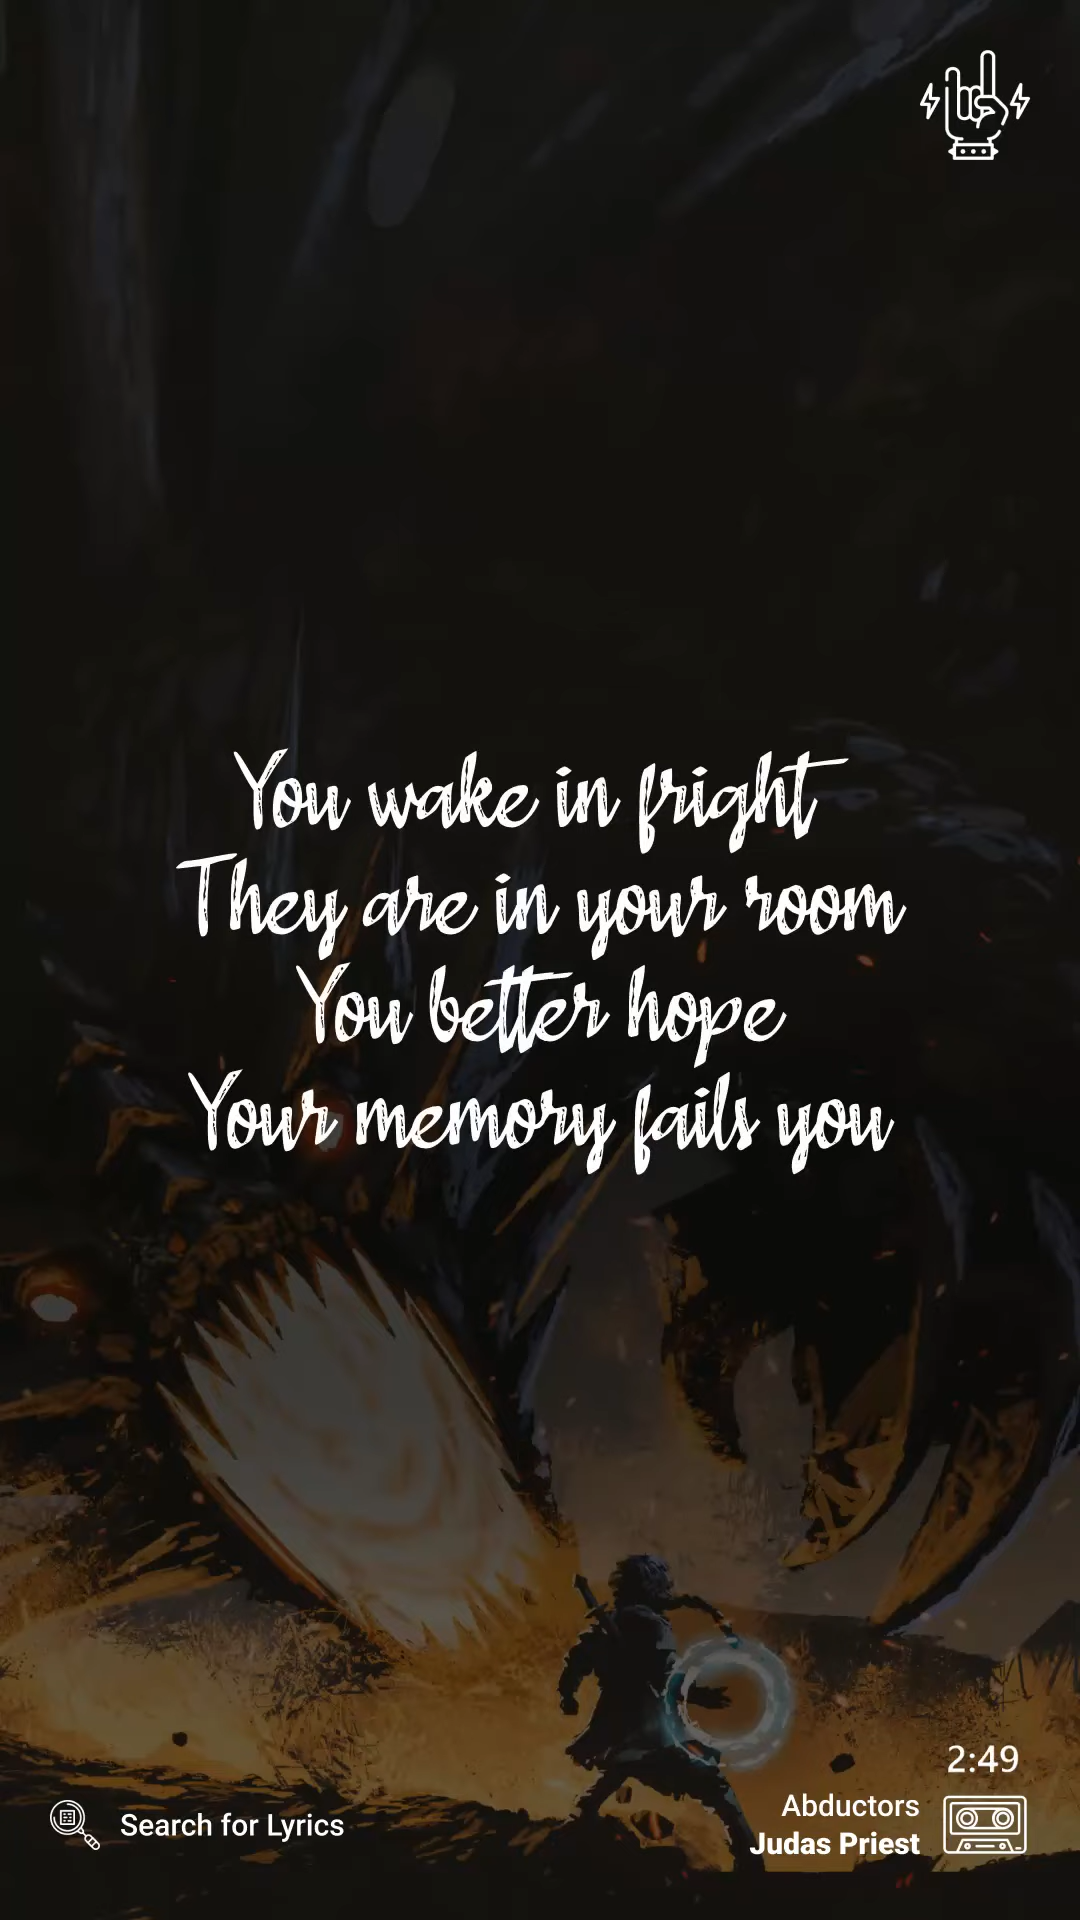 You wake in fright
They are in your room
You better hope
Your memory fails you
2:49
Search for Lyrics
Abductors
Judas Priest